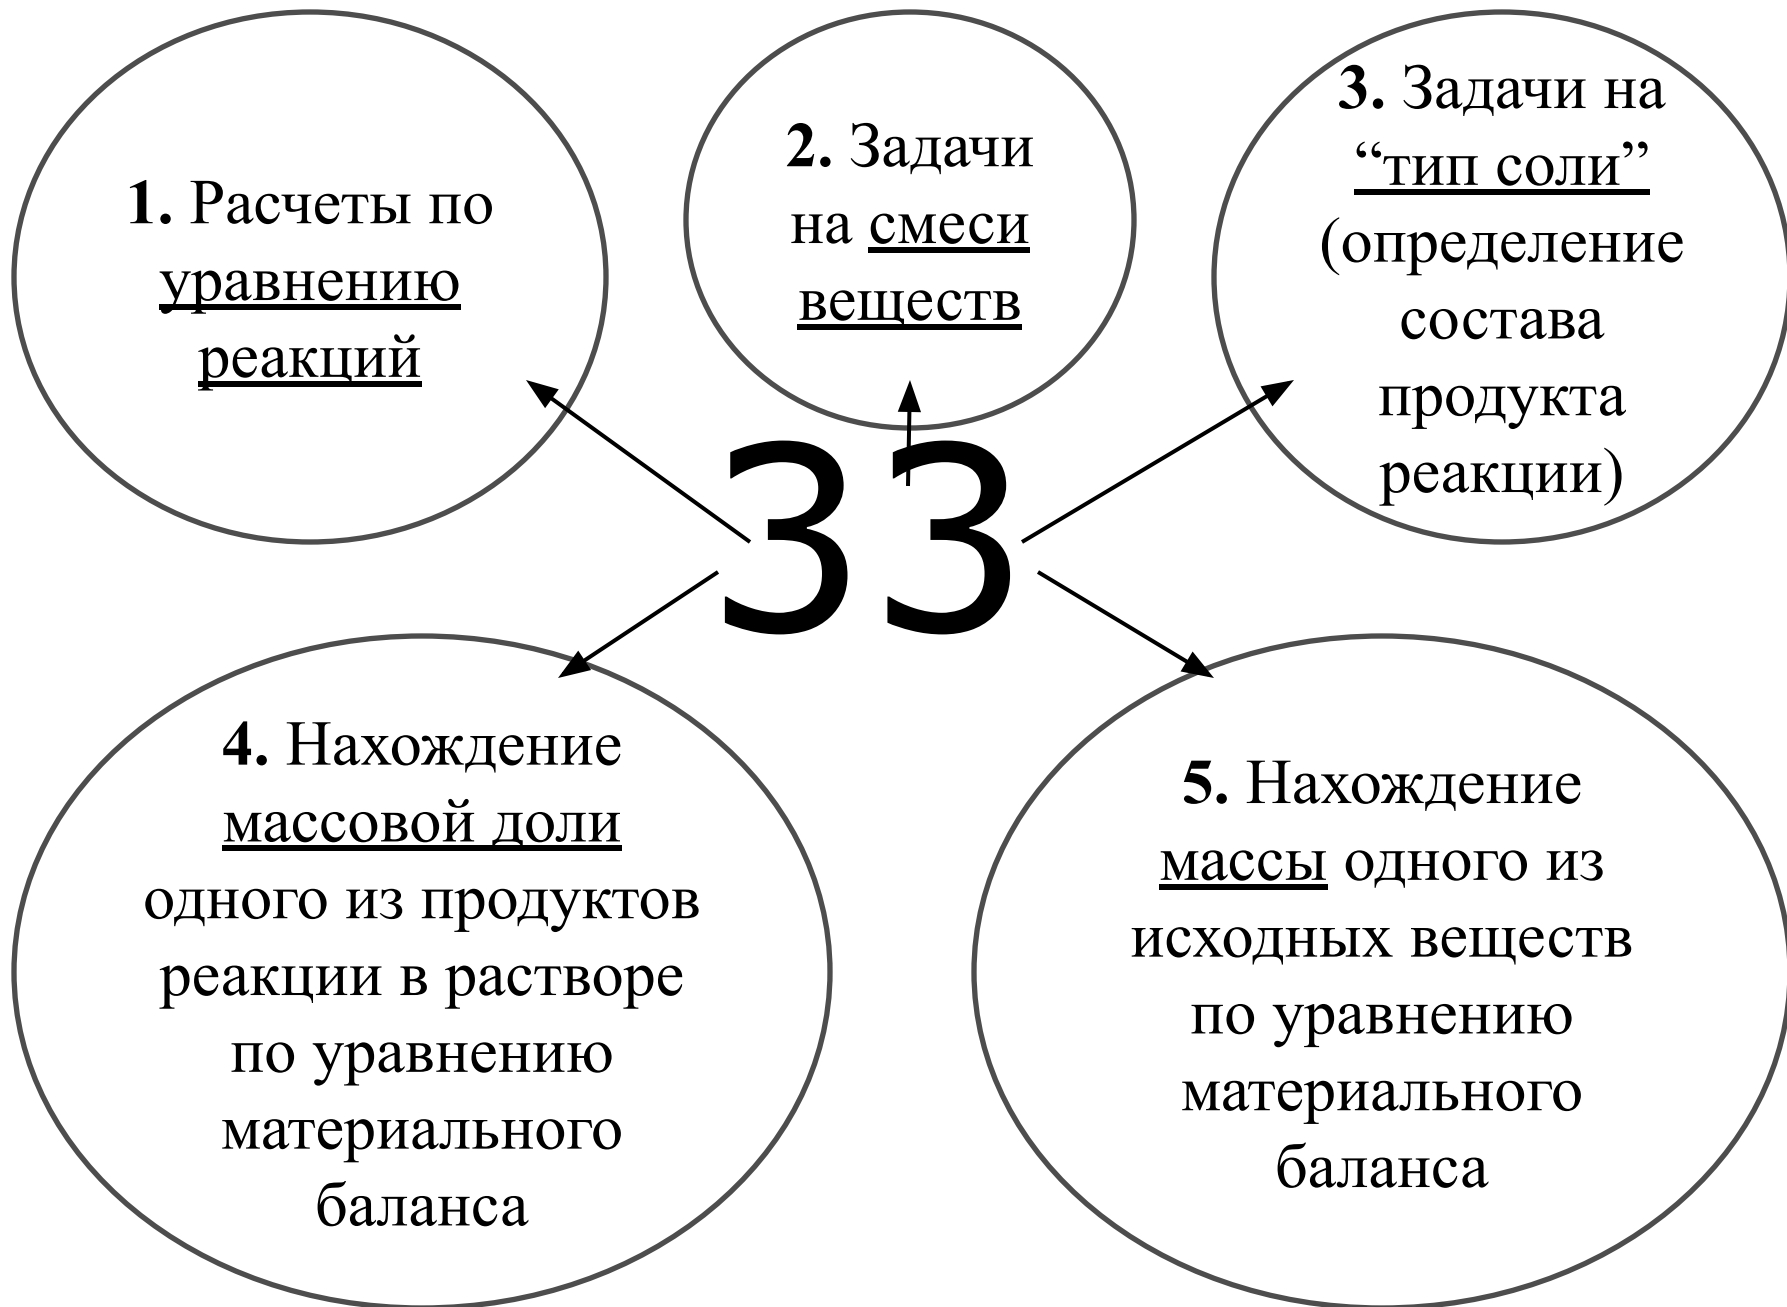 1. Расчеты по
уравнению
реакций
2. Задачи
на смеси
веществ
3. Задачи на
“тип соли”
(определение
состава
продукта
реакции)
33
4. Нахождение
массовой доли
одного из продуктов
реакции в растворе
по уравнению
материального
баланса
5. Нахождение
массы одного из
исходных веществ
по уравнению
материального
баланса